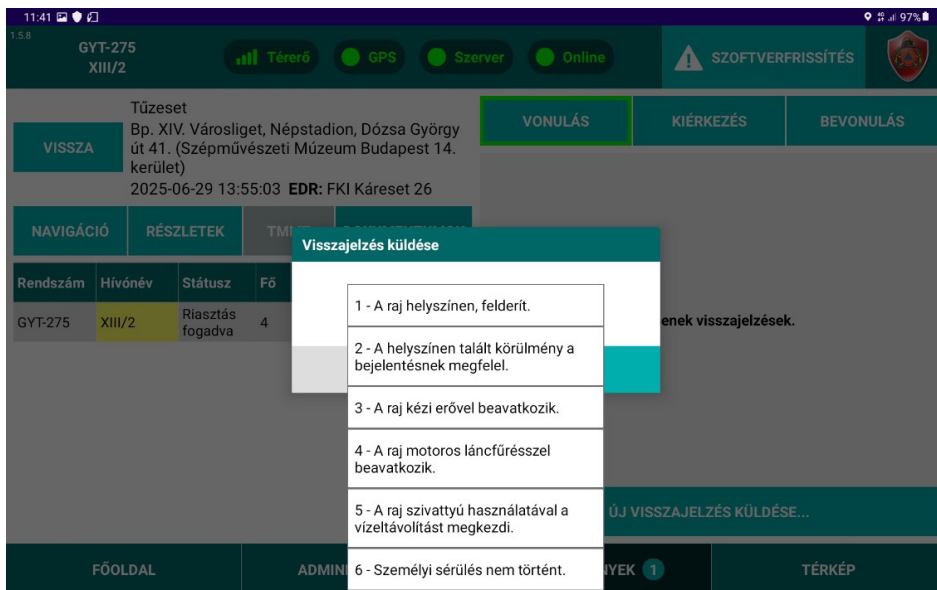 11:41
97%
1.5.8
GYT-275
XIII/2
Térerő
GPS
Szerver
Online
SZOFTVERFRISSÍTÉS
VISSZA
Tűzeset
Bp. XIV. Városliget, Népstadion, Dózsa György
út 41. (Szépművészeti Múzeum Budapest 14.
kerület)
2025-06-29 13:55:03 EDR: FKI Káreset 26
VONULÁS
KIÉRKEZÉS
BEVONULÁS
NAVIGÁCIÓ
RÉSZLETEK
Rendszám Hívónév Státusz Fő
GYT-275 XIII/2 Riasztás
fogadva 4
Visszajelzés küldése
1 - A raj helyszínen, felderít.
2 - A helyszínen talált körülmény a
bejelentésnek megfelel.
3 - A raj kézi erővel beavatkozik.
4 - A raj motoros láncfűrésszel
beavatkozik.
5 - A raj szivattyú használatával a
vízeltávolítást megkezdi.
6 - Személyi sérülés nem történt.
enek visszajelzések.
ÚJ VISSZAJELZÉS KÜLDÉSE...
FŐOLDAL
ADMINI
NYEK 1
TÉRKÉP